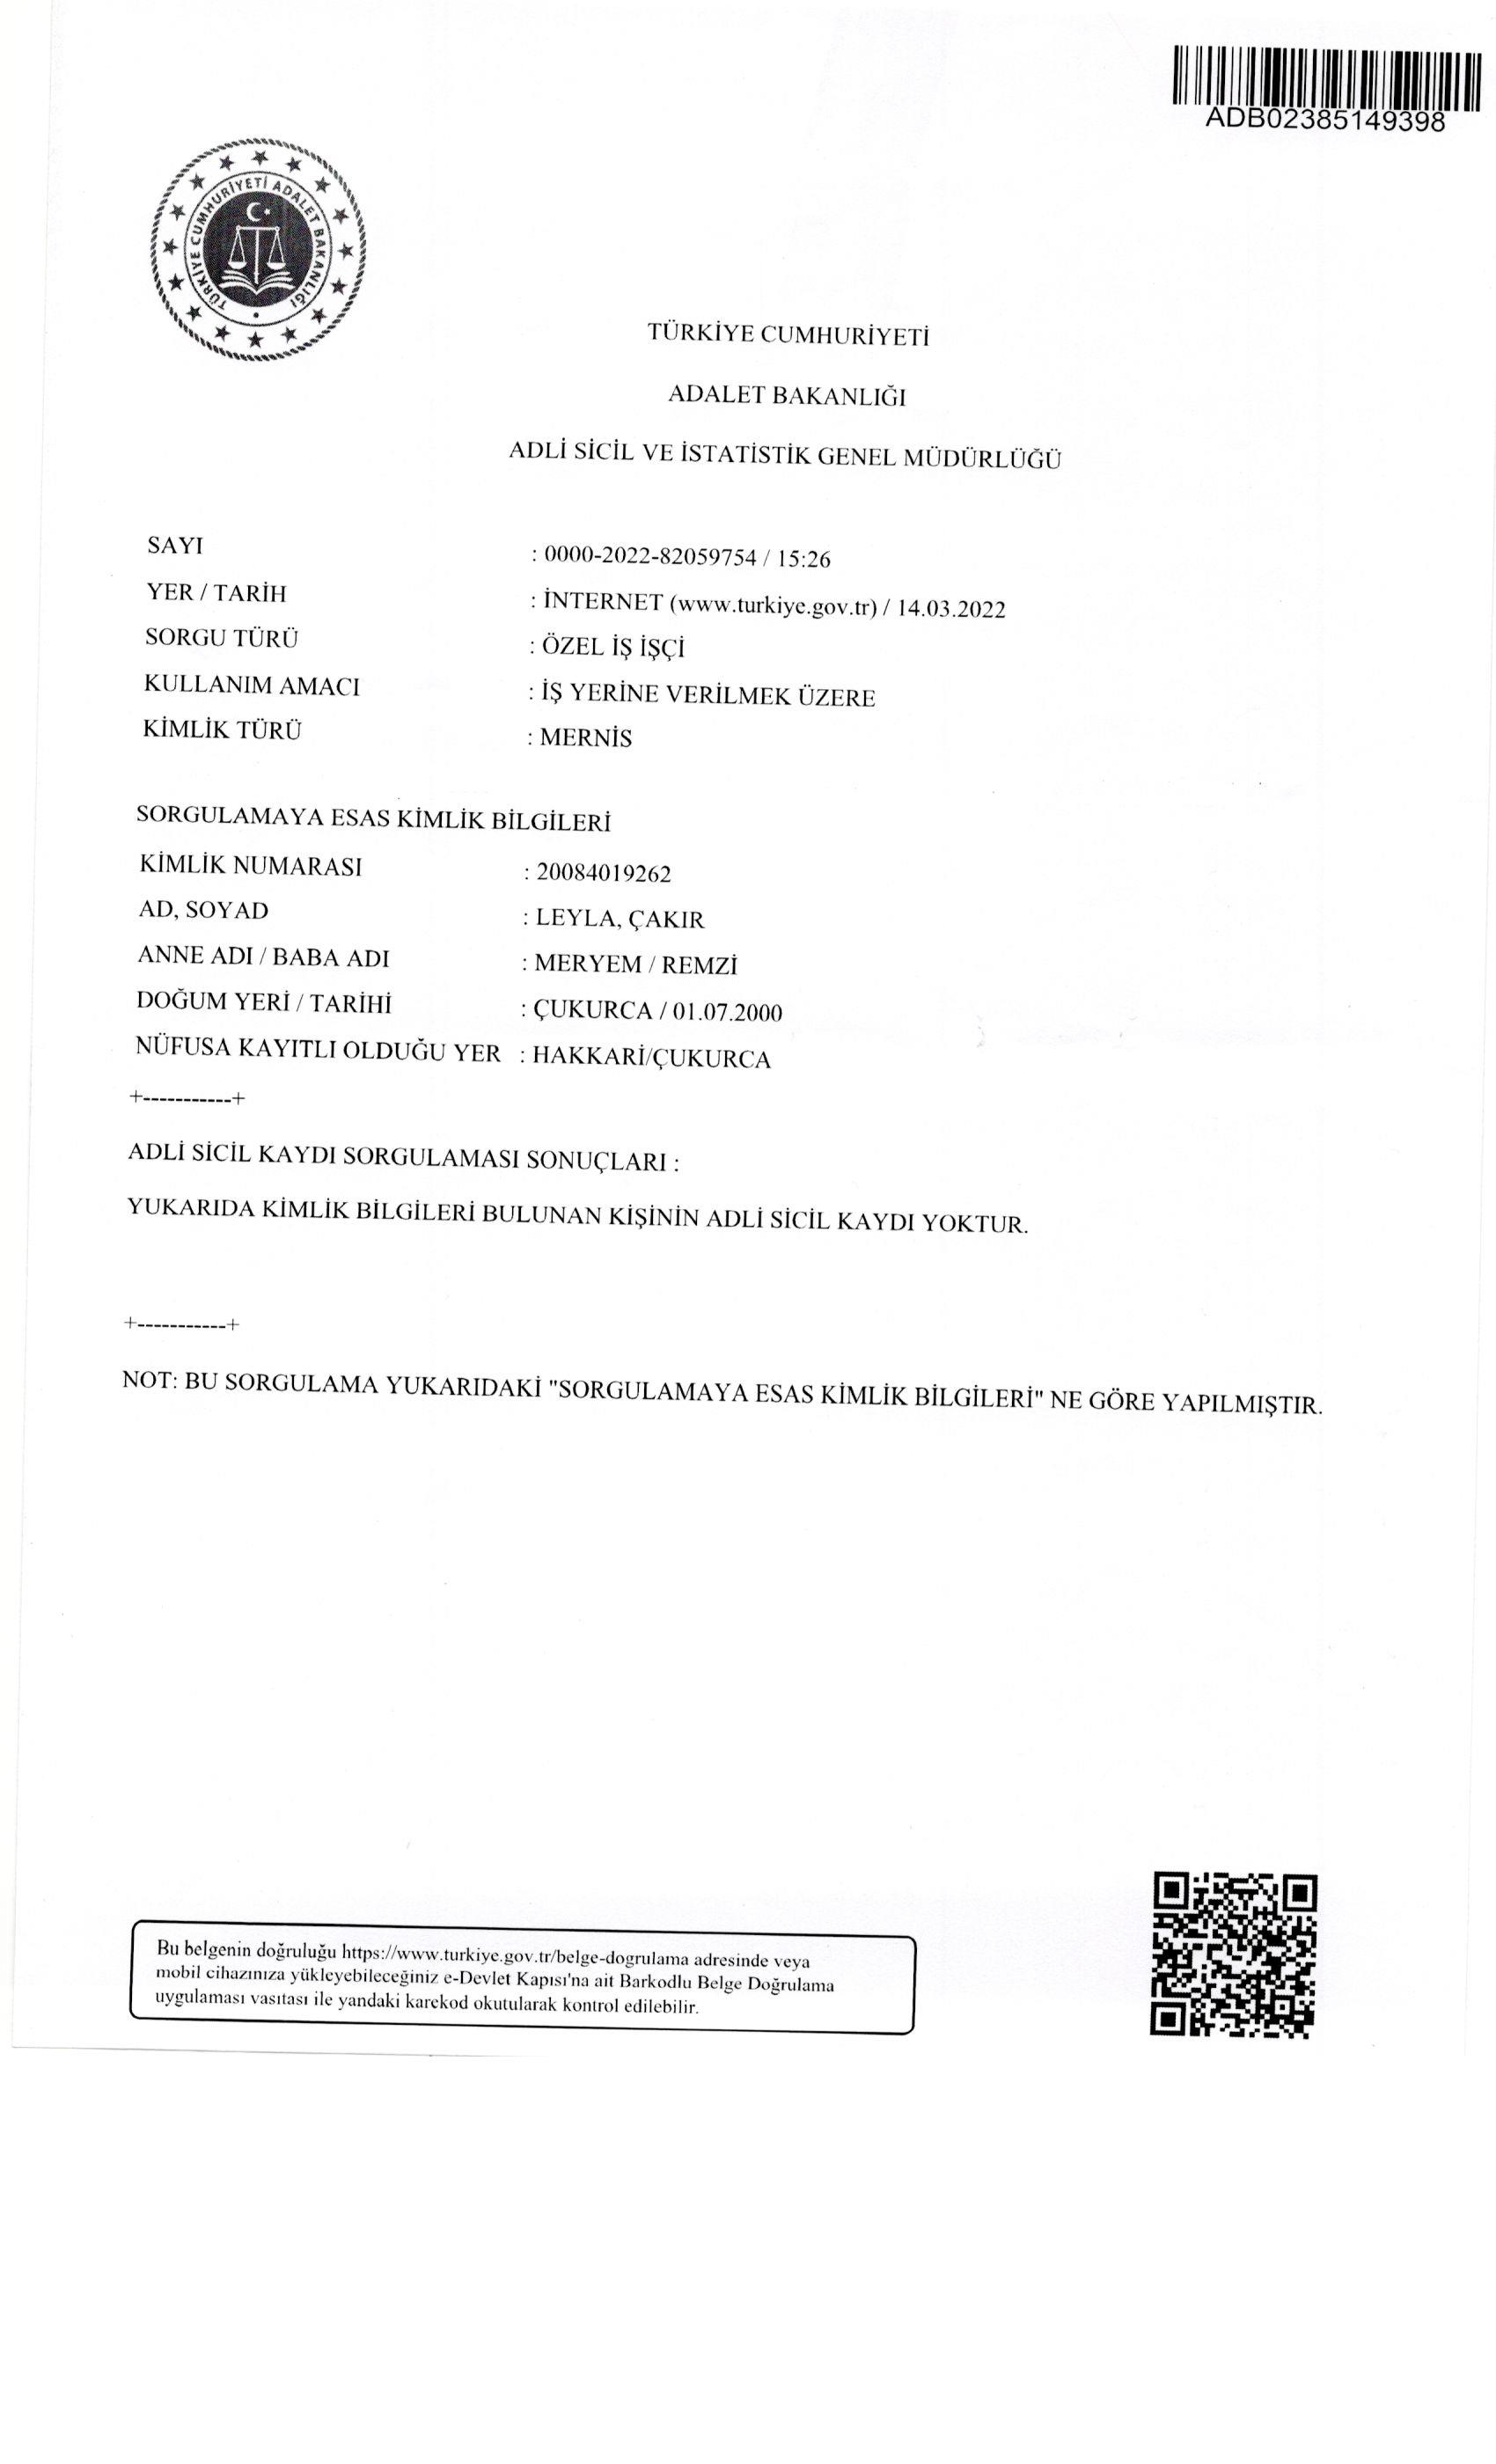 ADB02385149398
TÜRKİYE CUMHURİYETİ ADALET BAKANLIĞI
TÜRKİYE CUMHURİYETİ
ADALET BAKANLIĞI
ADLİ SİCİL VE İSTATİSTİK GENEL MÜDÜRLÜĞÜ
SAYI : 0000-2022-82059754 / 15:26
YER / TARİH : İNTERNET (www.turkiye.gov.tr) / 14.03.2022
SORGU TÜRÜ : ÖZEL İŞ İŞÇİ
KULLANIM AMACI : İŞ YERİNE VERİLMEK ÜZERE
KİMLİK TÜRÜ : MERNİS
SORGULAMAYA ESAS KİMLİK BİLGİLERİ
KİMLİK NUMARASI : 20084019262
AD, SOYAD : LEYLA, ÇAKIR
ANNE ADI / BABA ADI : MERYEM / REMZİ
DOĞUM YERİ / TARİHİ : ÇUKURCA / 01.07.2000
NÜFUSA KAYITLI OLDUĞU YER : HAKKARİ/ÇUKURCA
+-----------+
ADLİ SİCİL KAYDI SORGULAMASI SONUÇLARI :
YUKARIDA KİMLİK BİLGİLERİ BULUNAN KİŞİNİN ADLİ SİCİL KAYDI YOKTUR.
+-----------+
NOT: BU SORGULAMA YUKARIDAKİ "SORGULAMAYA ESAS KİMLİK BİLGİLERİ" NE GÖRE YAPILMIŞTIR.
Bu belgenin doğruluğu https://www.turkiye.gov.tr/belge-dogrulama adresinde veya
mobil cihazınıza yükleyebileceğiniz e-Devlet Kapısı'na ait Barkodlu Belge Doğrulama
uygulaması vasıtası ile yandaki karekod okutularak kontrol edilebilir.